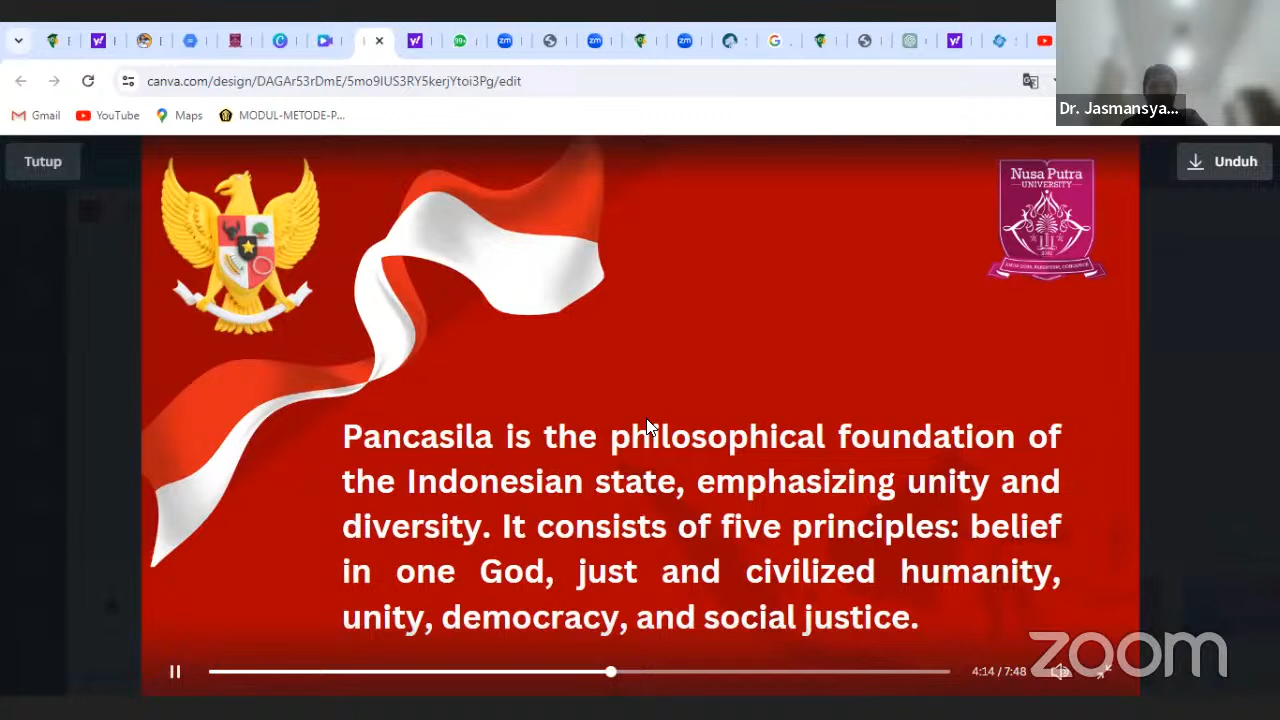 canva.com/design/DAGAr53rDmE/5mo9IUS3RY5kerjYtoi3Pg/edit
Gmail
YouTube
Maps
MODUL-METODE-P...
Dr. Jasmansya...
Tutup
Unduh
Nusa Putra
UNIVERSITY
Pancasila is the philosophical foundation of
the Indonesian state, emphasizing unity and
diversity. It consists of five principles: belief
in one God, just and civilized humanity,
unity, democracy, and social justice.
4:14 / 7:48
zoom